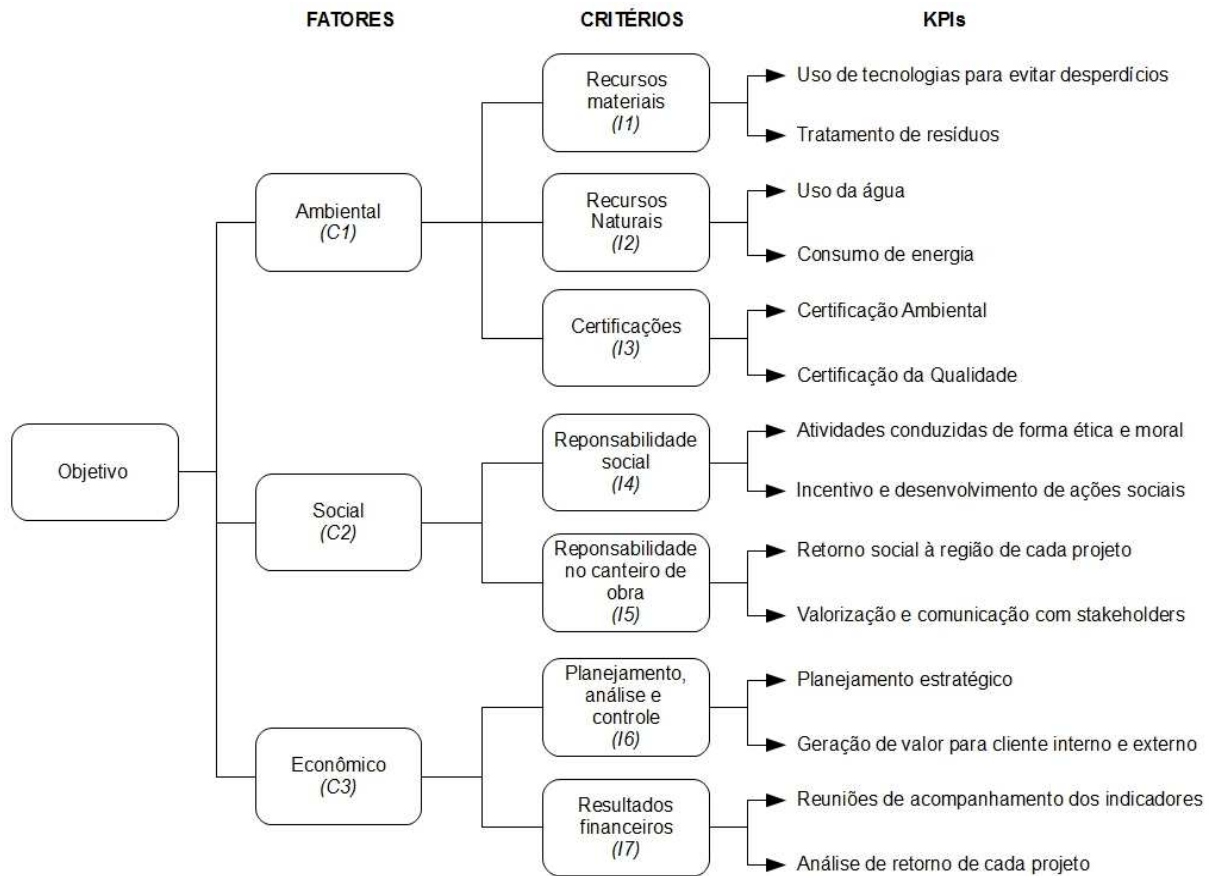 FATORES
CRITÉRIOS
KPIs
Objetivo
Ambiental
(C1)
Recursos
materiais
(I1)
Uso de tecnologias para evitar desperdícios
Tratamento de resíduos
Recursos
Naturais
(I2)
Uso da água
Consumo de energia
Certificações
(I3)
Certificação Ambiental
Certificação da Qualidade
Social
(C2)
Reponsabilidade
social
(I4)
Atividades conduzidas de forma ética e moral
Incentivo e desenvolvimento de ações sociais
Reponsabilidade
no canteiro de
obra
(I5)
Retorno social à região de cada projeto
Valorização e comunicação com stakeholders
Econômico
(C3)
Planejamento,
análise e
controle
(I6)
Planejamento estratégico
Geração de valor para cliente interno e externo
Resultados
financeiros
(I7)
Reuniões de acompanhamento dos indicadores
Análise de retorno de cada projeto